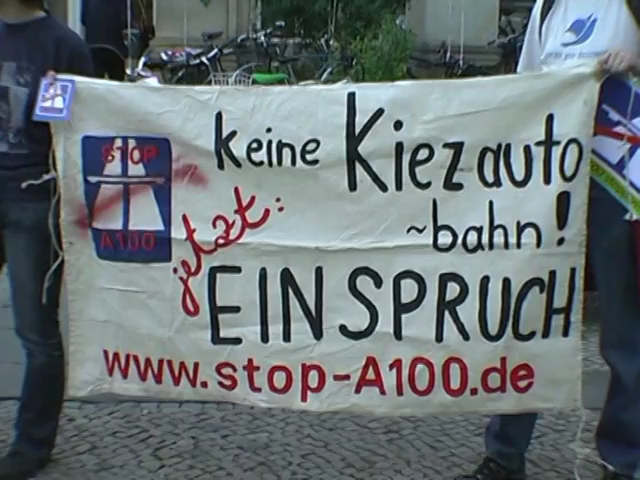 STOP
A100
keine Kiezauto
~bahn!
jetzt:
EINSPRUCH
www.stop-A100.de